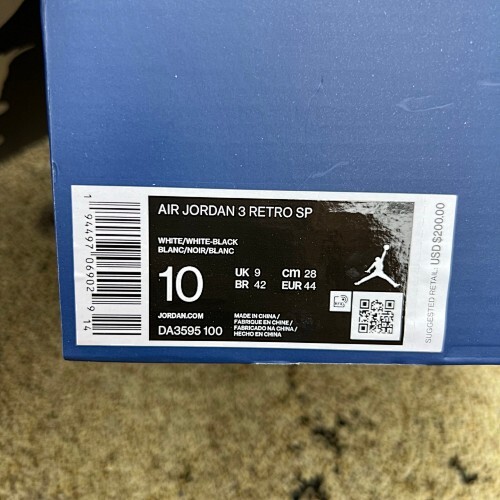 AIR JORDAN 3 RETRO SP
WHITE/WHITE-BLACK
BLANC/NOIR/BLANC
10
UK 9 cm 28
BR 42 EUR 44
JORDAN.COM
DA3595 100
MADE IN CHINA /
FABRIQUE EN CHINE /
FABRICADO NA CHINA /
HECHO EN CHINA
1 94497 06902 9 14
SUGGESTED RETAIL: USD $200.00